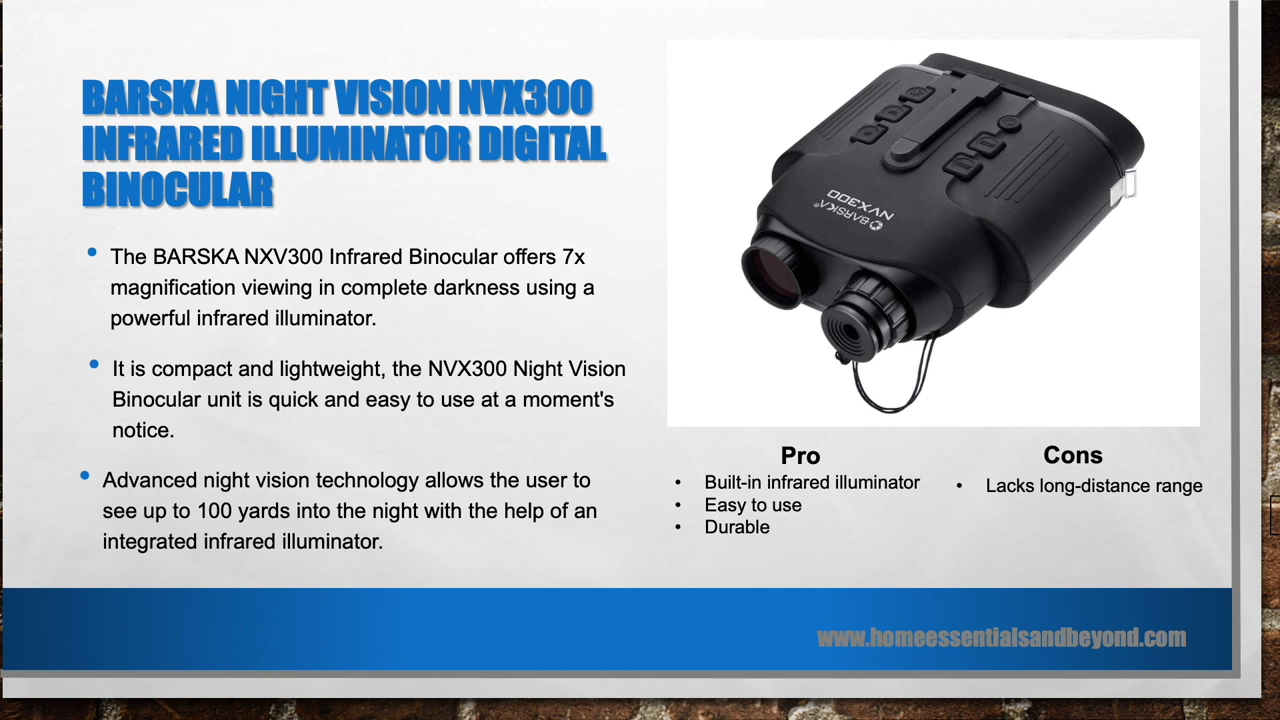 BARSKA NIGHT VISION NVX300
INFRARED ILLUMINATOR DIGITAL
BINOCULAR
The BARSKA NXV300 Infrared Binocular offers 7x
magnification viewing in complete darkness using a
powerful infrared illuminator.
It is compact and lightweight, the NVX300 Night Vision
Binocular unit is quick and easy to use at a moment's
notice.
Advanced night vision technology allows the user to
see up to 100 yards into the night with the help of an
integrated infrared illuminator.
BARSKA®
NVX300
Pro
Built-in infrared illuminator
Easy to use
Durable
Cons
Lacks long-distance range
www.homeessentialsandbeyond.com